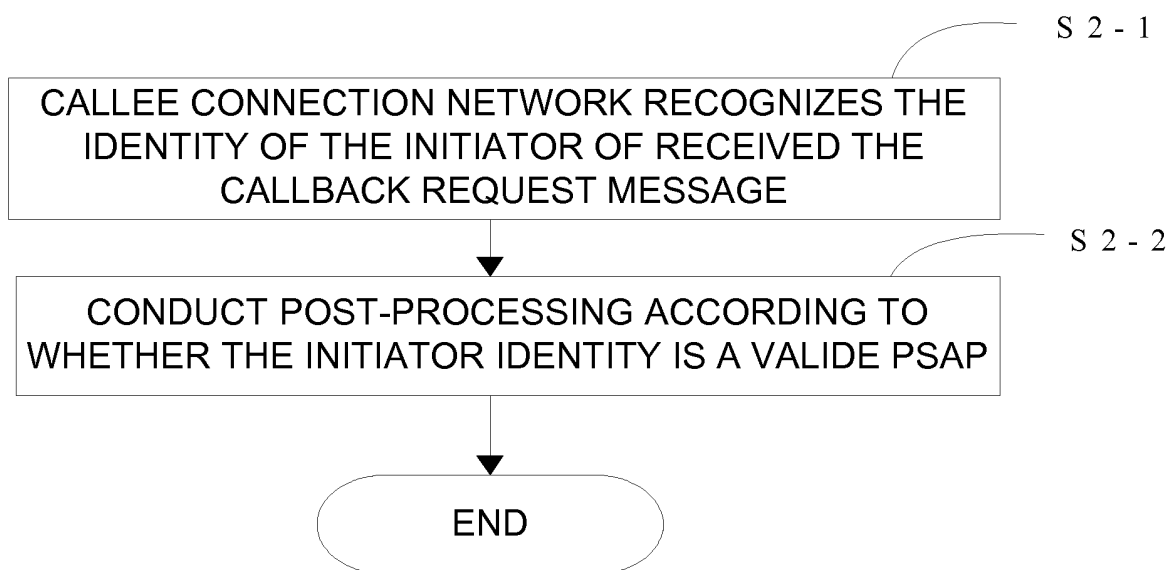 S 2 - 1
CALLEE CONNECTION NETWORK RECOGNIZES THE
IDENTITY OF THE INITIATOR OF RECEIVED THE
CALLBACK REQUEST MESSAGE
S 2 - 2
CONDUCT POST-PROCESSING ACCORDING TO
WHETHER THE INITIATOR IDENTITY IS A VALIDE PSAP
END